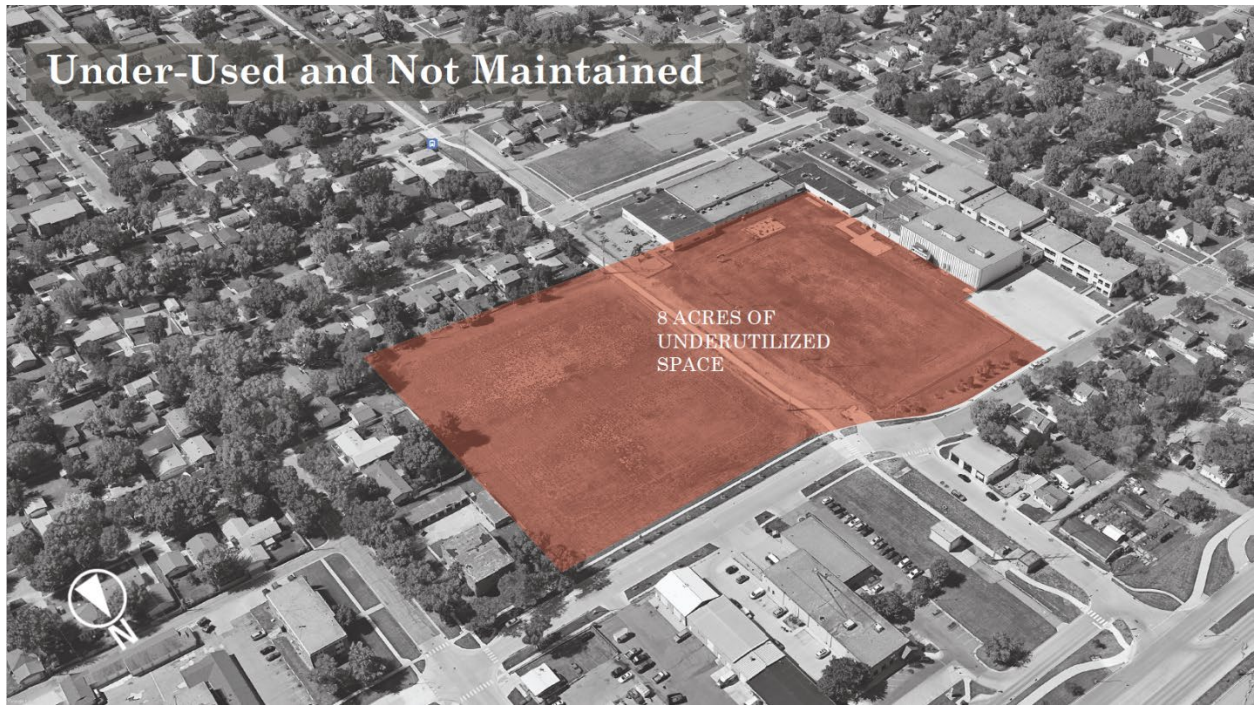 Under-Used and Not Maintained
8 ACRES OF
UNDERUTILIZED
SPACE
N